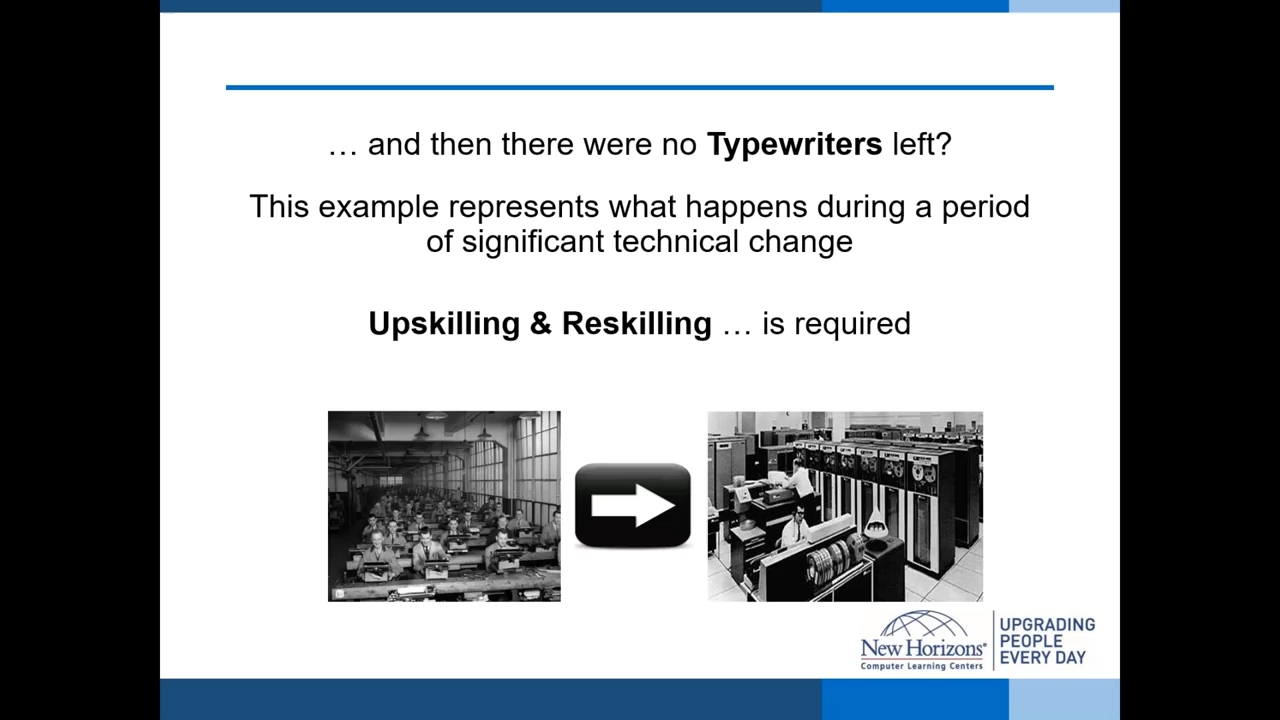 … and then there were no Typewriters left?
This example represents what happens during a period
of significant technical change
Upskilling & Reskilling … is required
New Horizons®
Computer Learning Centers
UPGRADING
PEOPLE
EVERY DAY